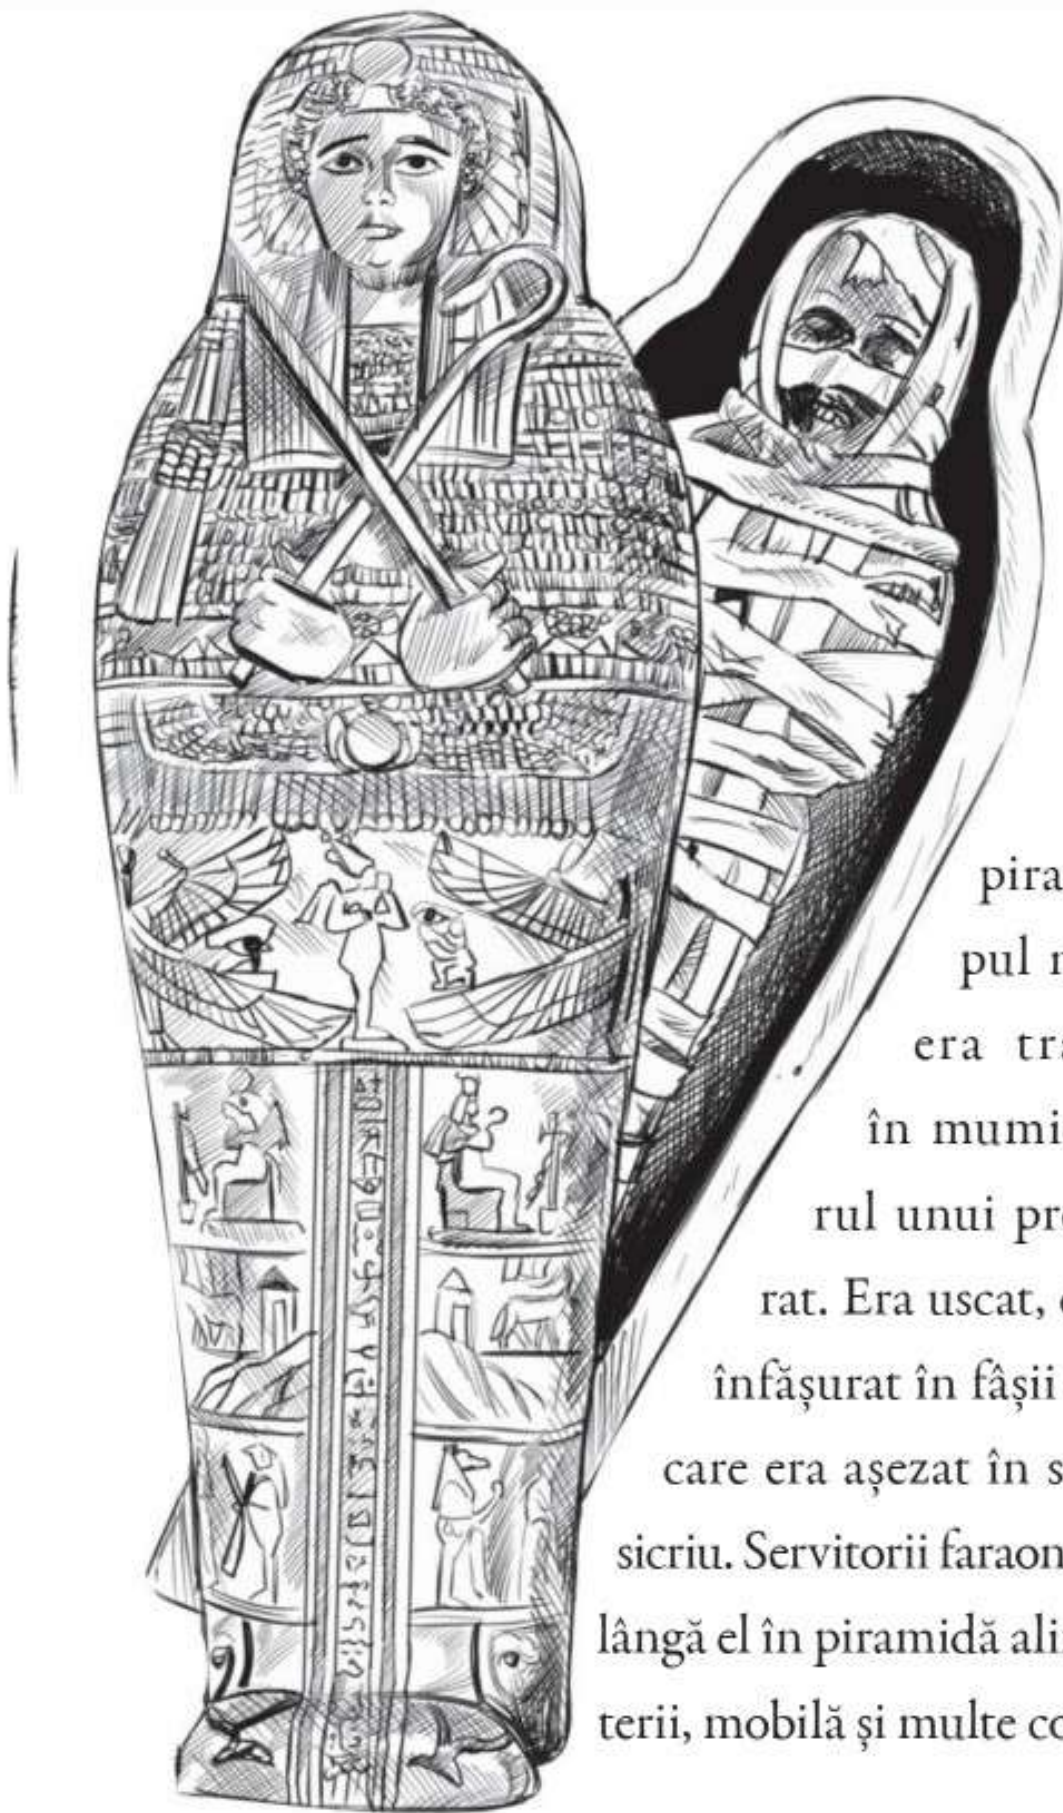 pira
pul
era tra
în mumi
rul unui pr
rat. Era uscat,
înfășurat în fâșii
care era așezat în s
sicriu. Servitorii faraon
lângă el în piramidă ali
terii, mobilă și multe co